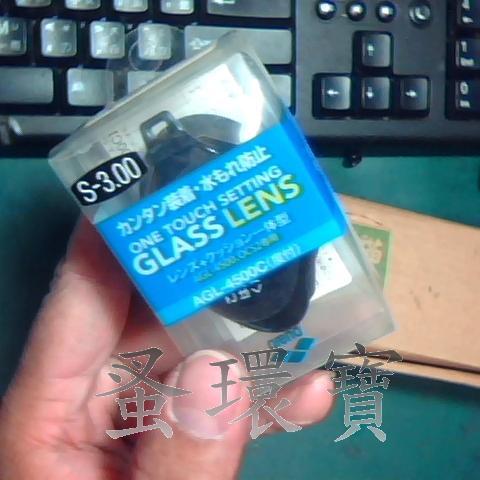 S-3.00
カンタン装着・水もれ防止
ONE TOUCH SETTING
GLASS LENS
レンズ+クッション一体型
AGL-4500C(度付)
arena
蚤環寶